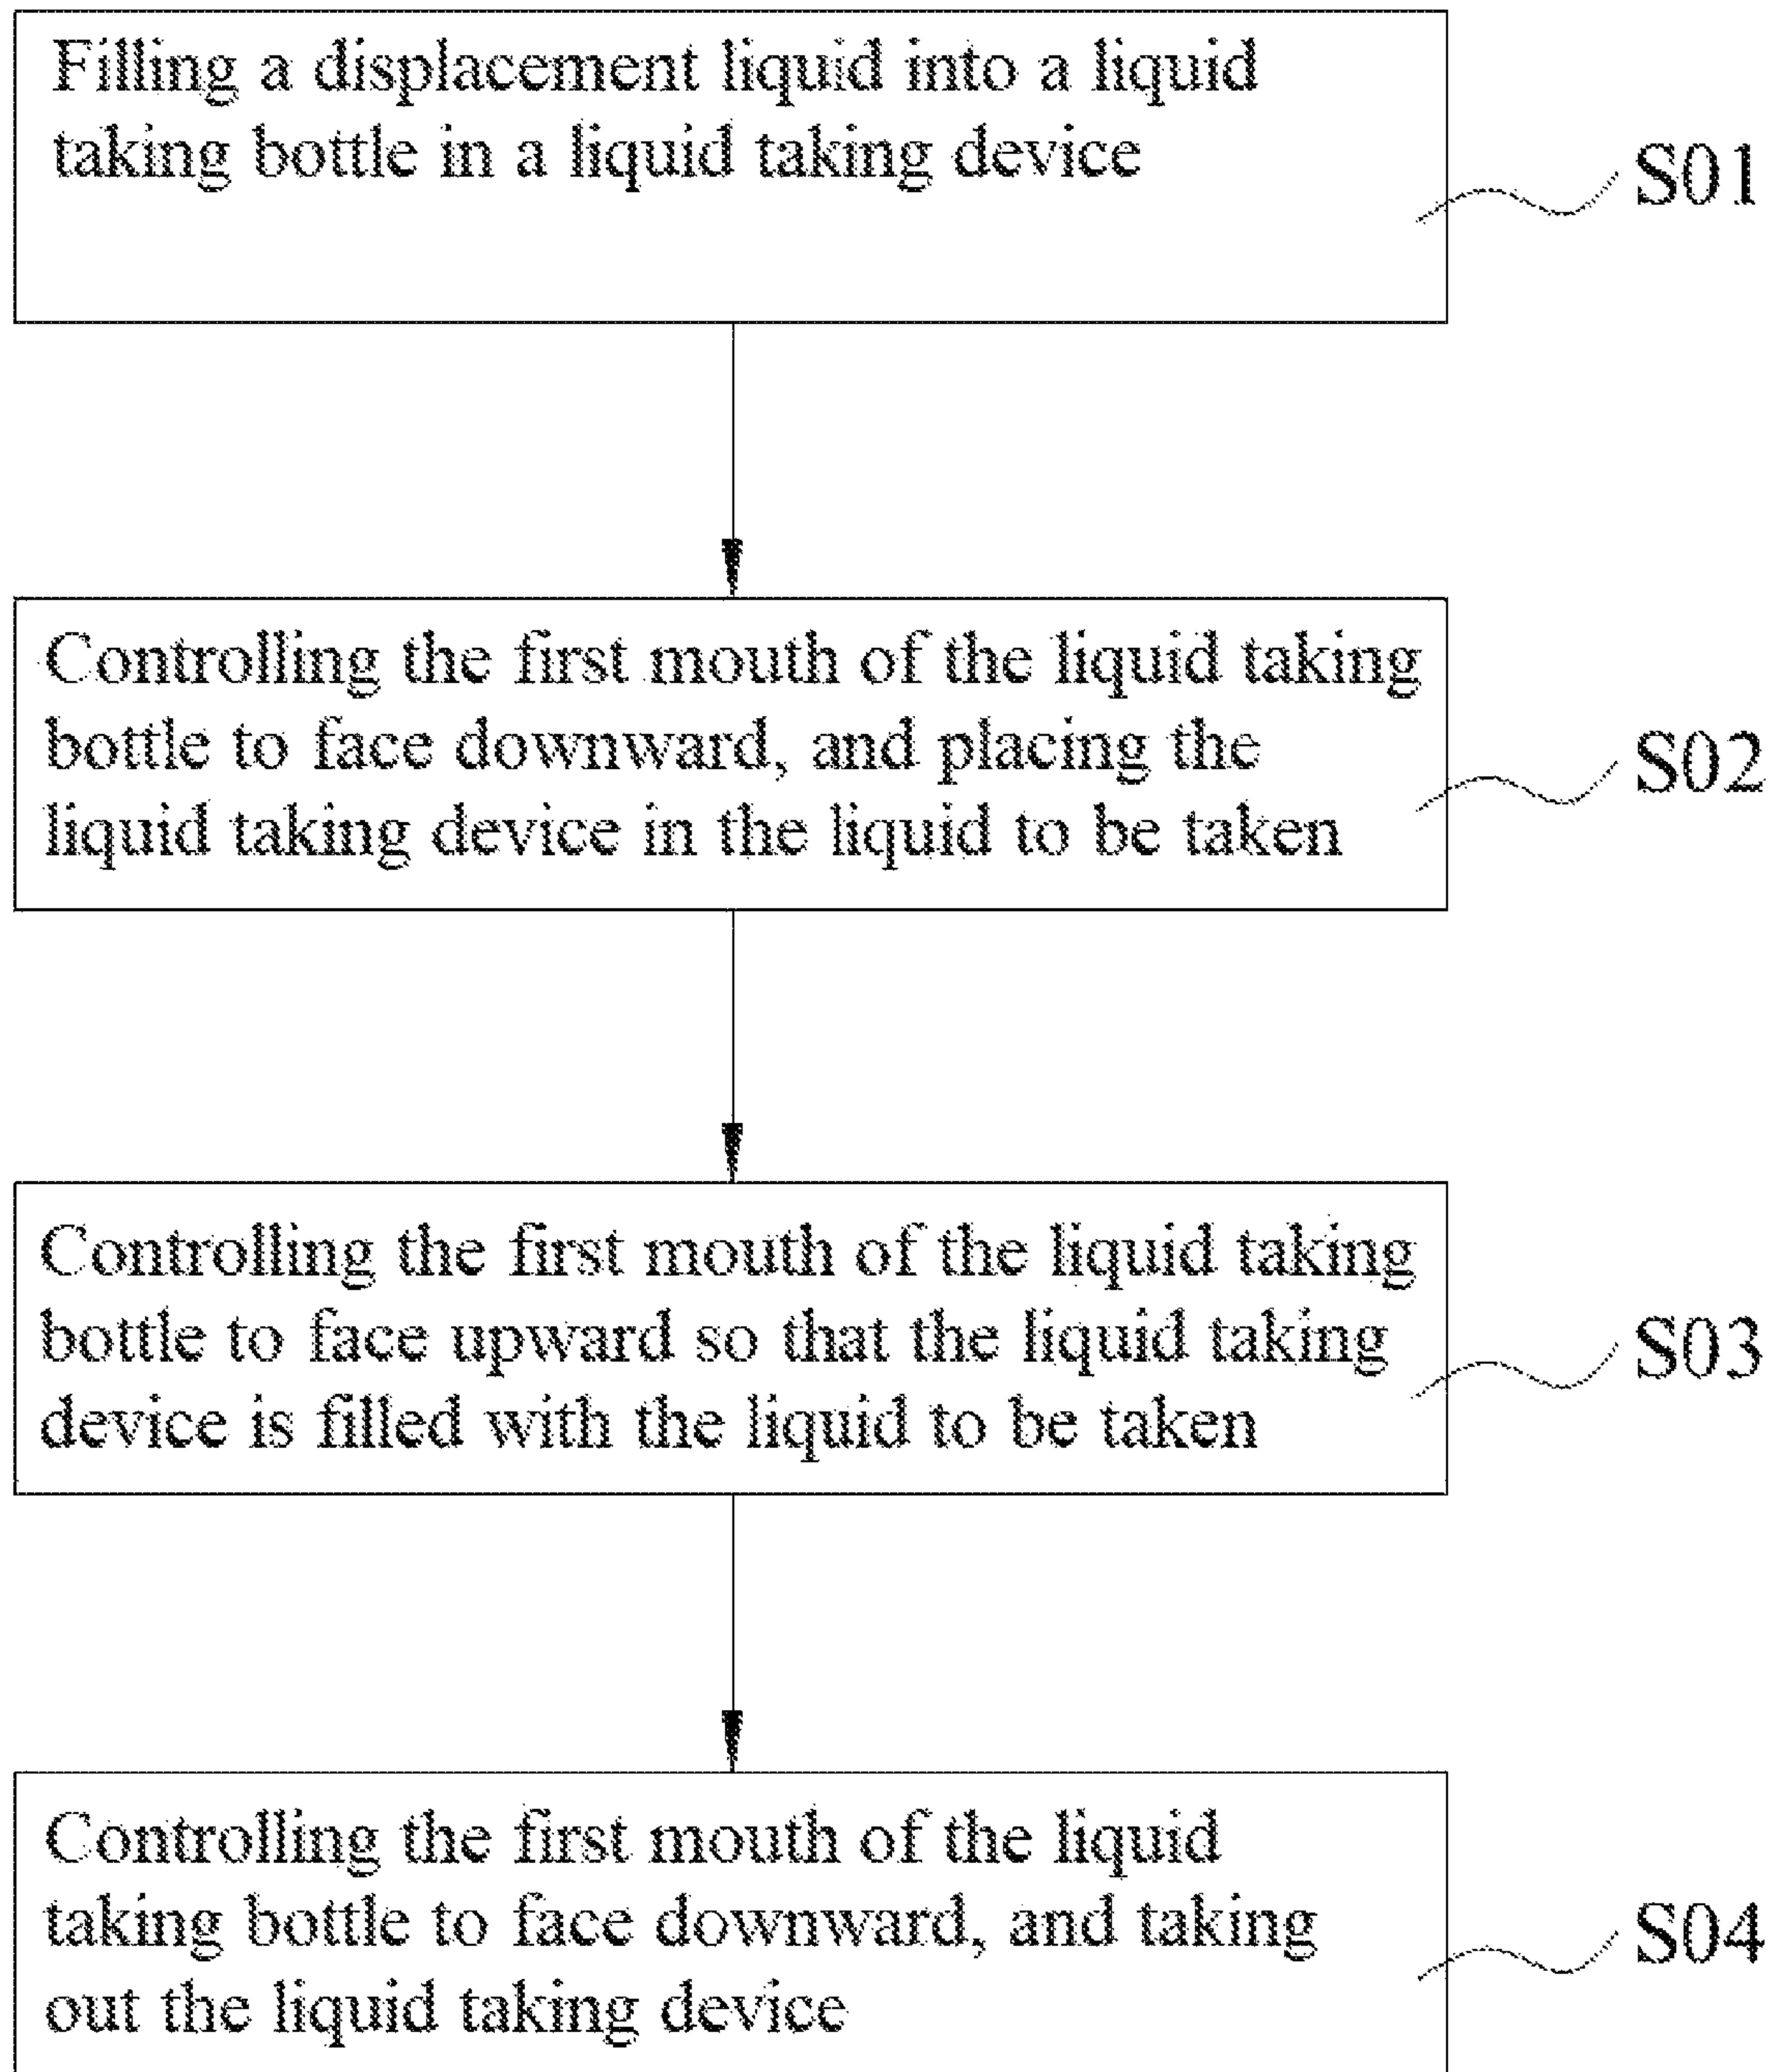 Filling a displacement liquid into a liquid
taking bottle in a liquid taking device
S01
Controlling the first mouth of the liquid taking
bottle to face downward, and placing the
liquid taking device in the liquid to be taken
S02
Controlling the first mouth of the liquid taking
bottle to face upward so that the liquid taking
device is filled with the liquid to be taken
S03
Controlling the first mouth of the liquid
taking bottle to face downward, and taking
out the liquid taking device
S04